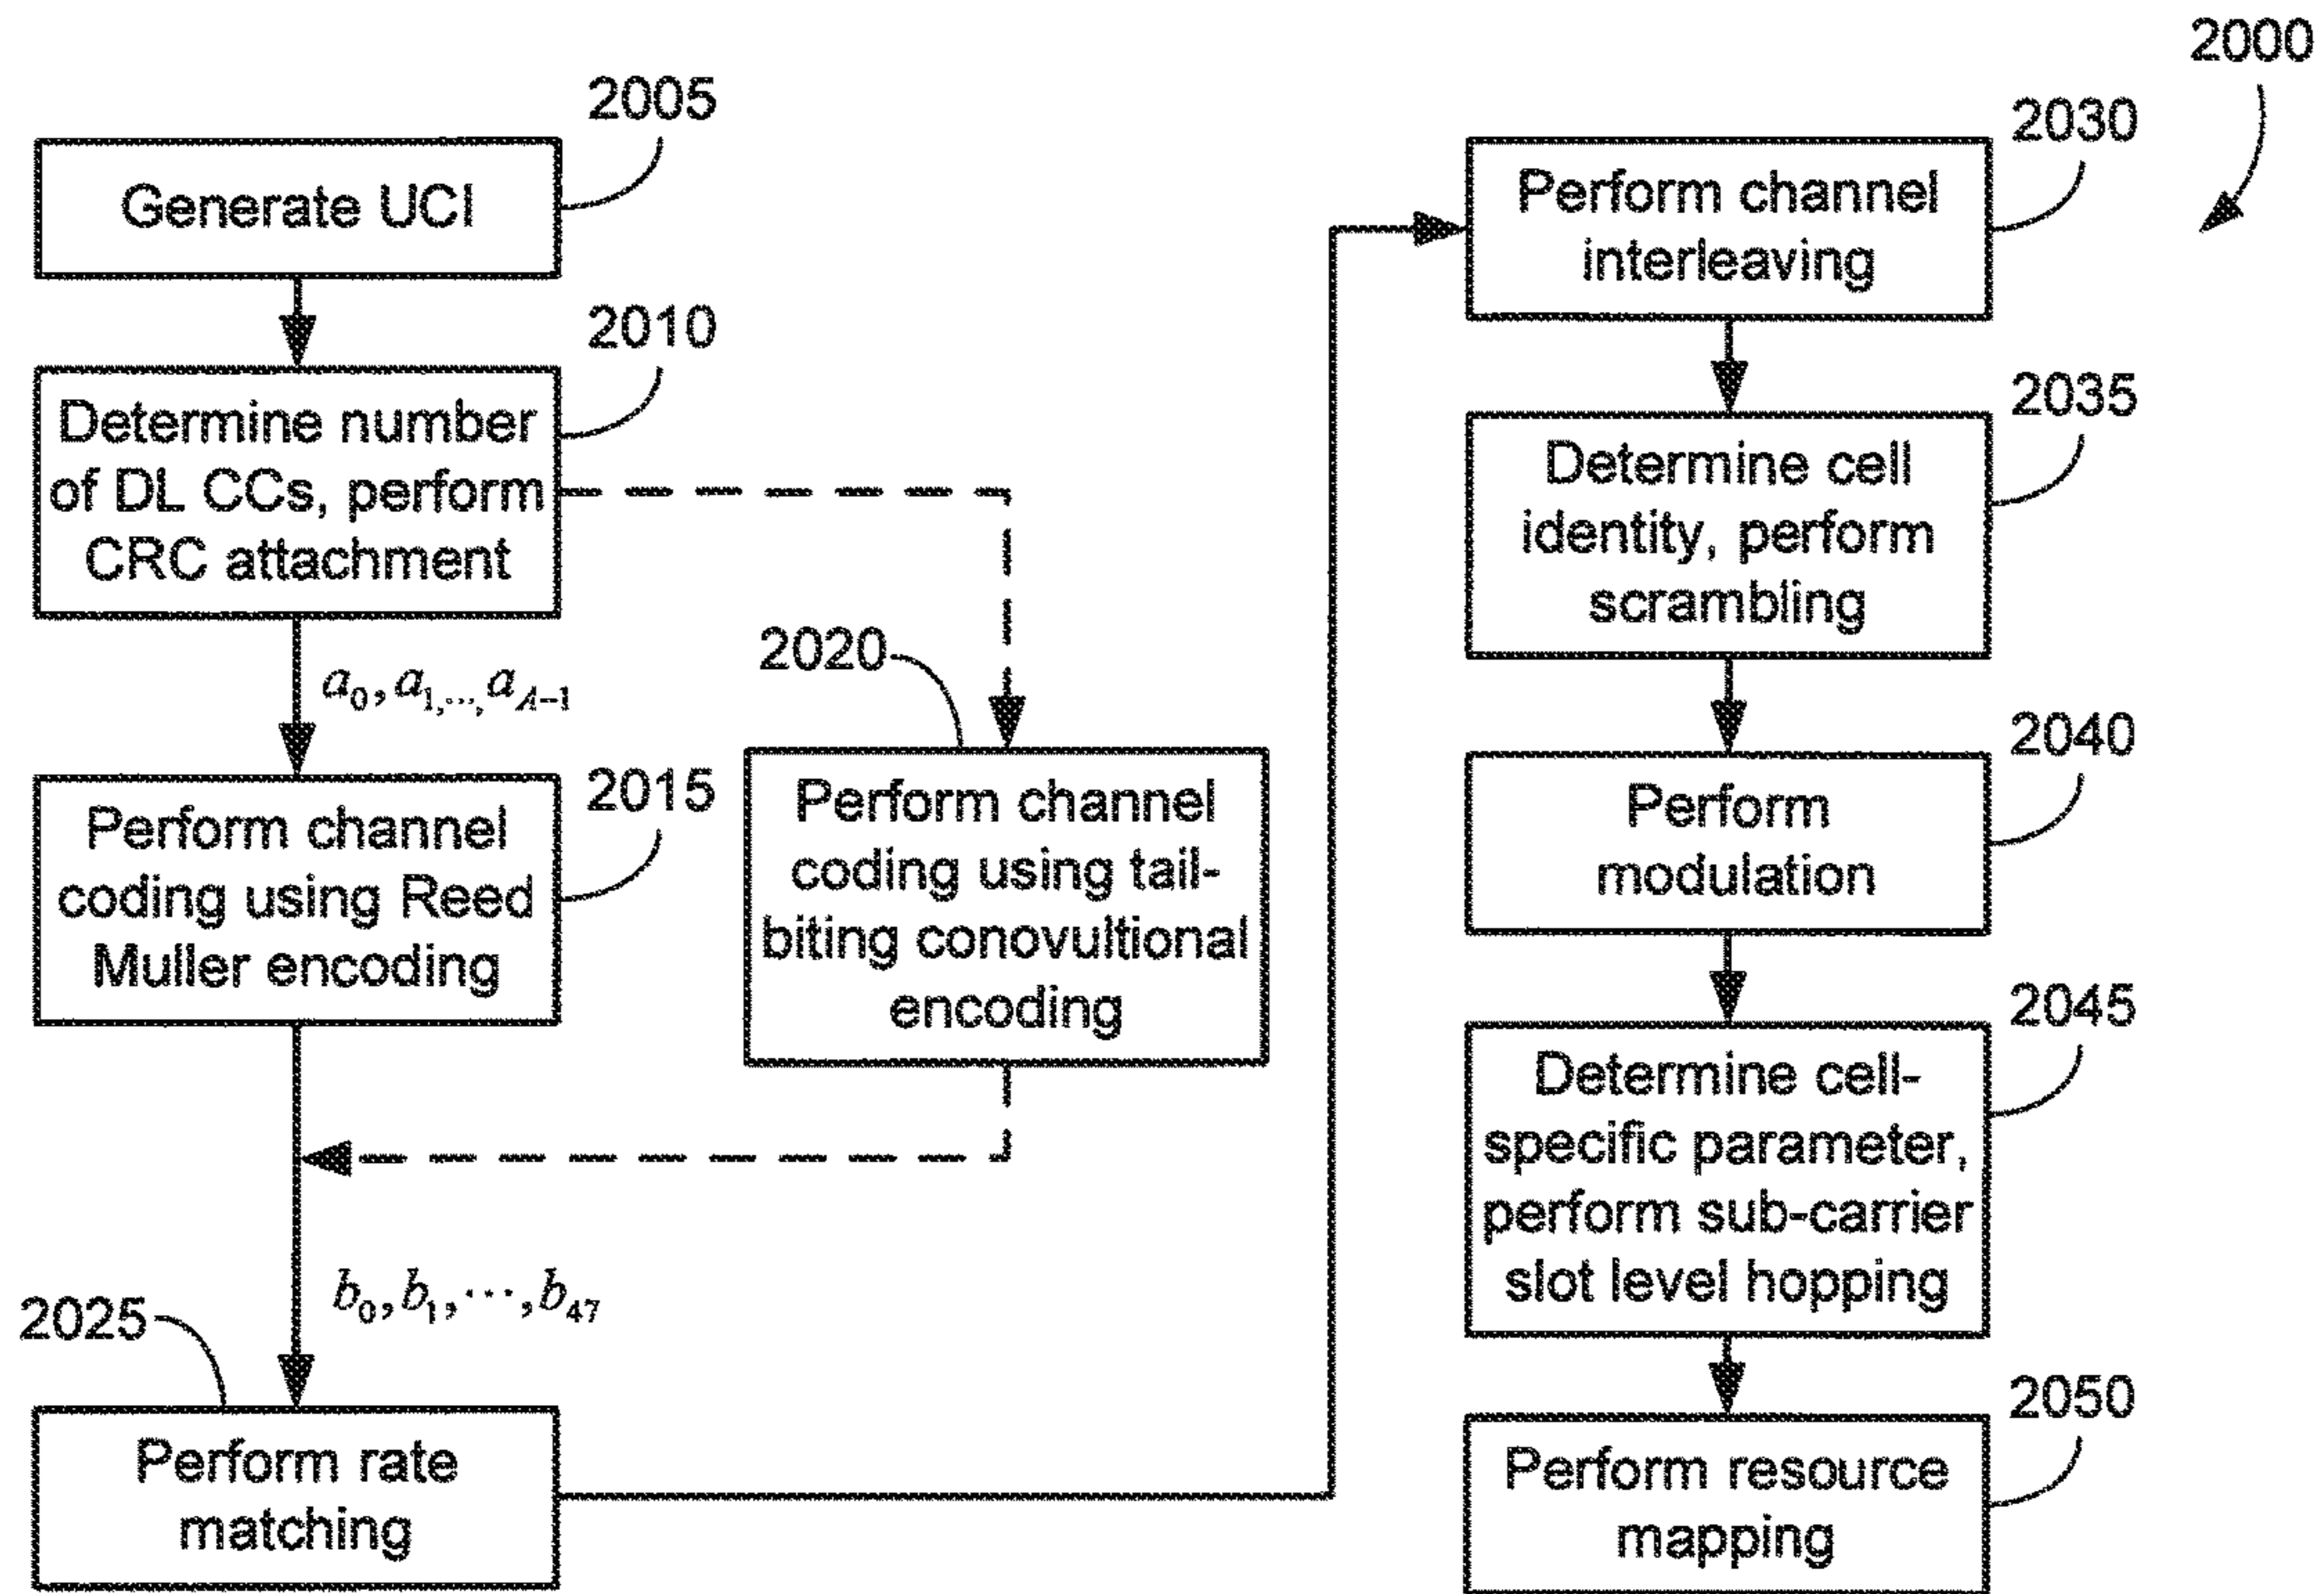 2000
2005
Generate UCI
2010
Determine number
of DL CCs, perform
CRC attachment
a₀, a₁,...,a_A-1
2015
Perform channel
coding using Reed
Muller encoding
2020
Perform channel
coding using tail-
biting conovultional
encoding
b₀, b₁, ..., b₄₇
2025
Perform rate
matching
2030
Perform channel
interleaving
2035
Determine cell
identity, perform
scrambling
2040
Perform
modulation
2045
Determine cell-
specific parameter,
perform sub-carrier
slot level hopping
2050
Perform resource
mapping